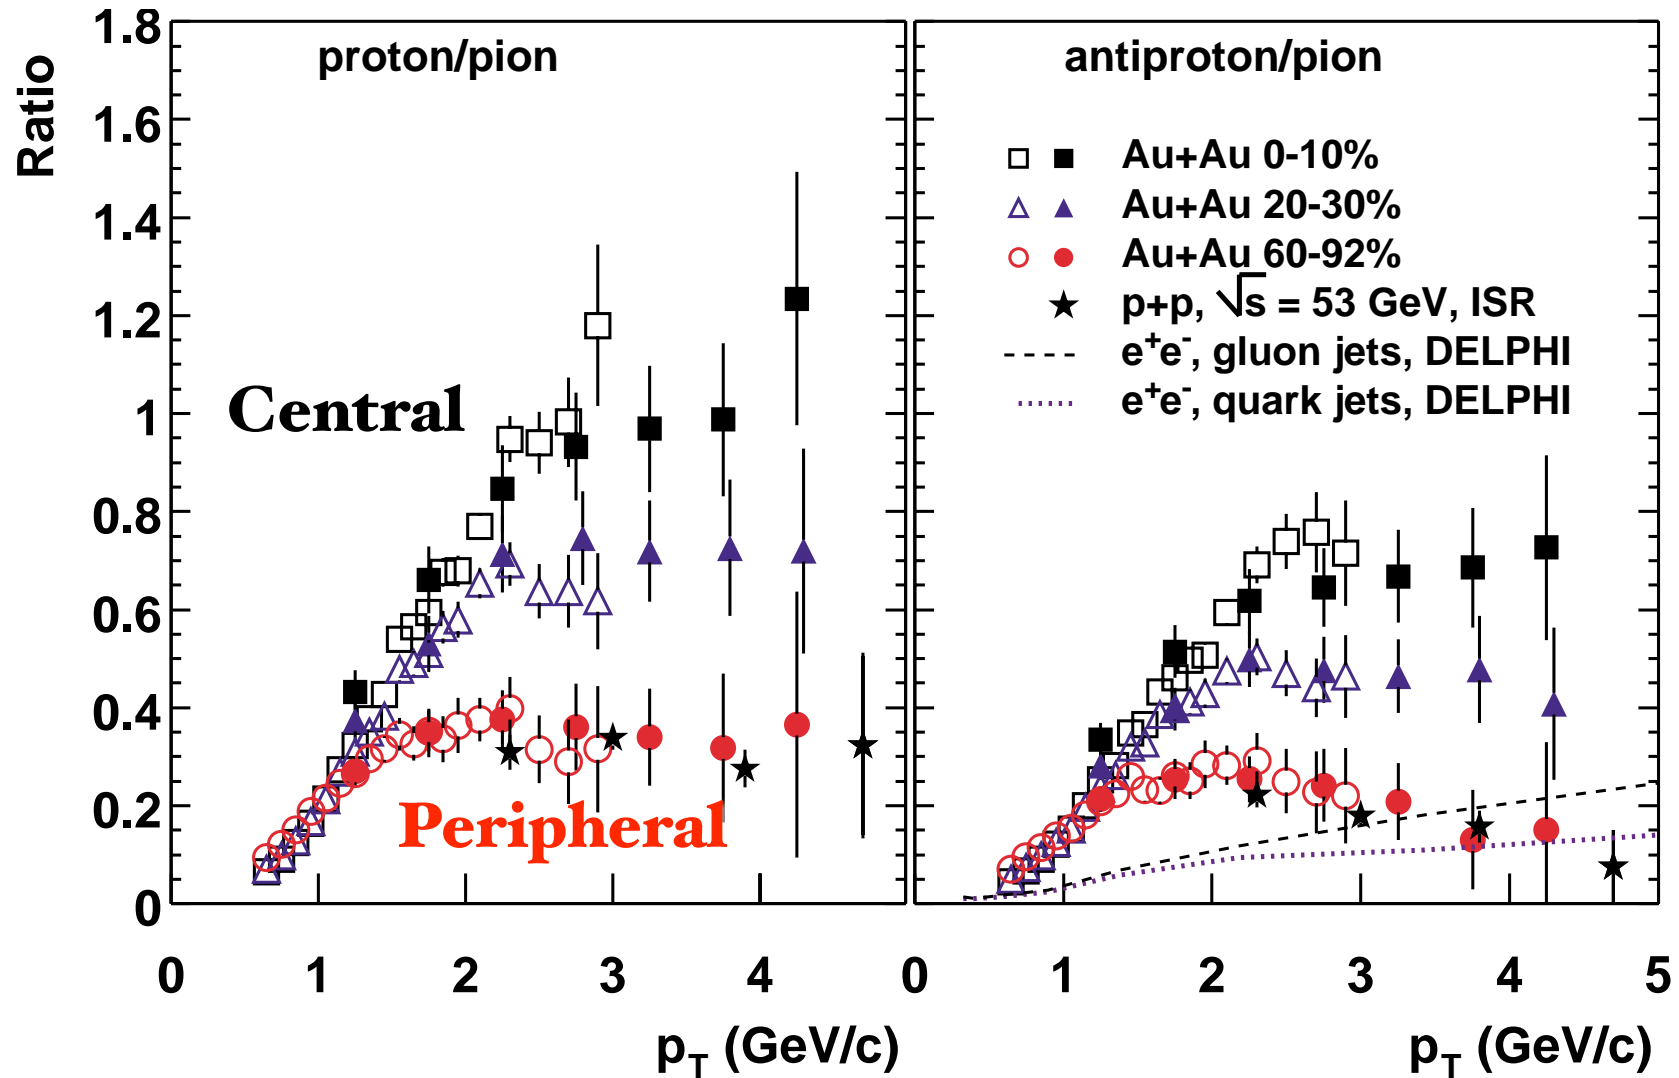 proton/pion
antiproton/pion
Ratio
1.8
1.6
1.4
1.2
1
0.8
0.6
0.4
0.2
0
Central
Peripheral
Au+Au 0-10%
Au+Au 20-30%
Au+Au 60-92%
p+p, √s = 53 GeV, ISR
e⁺e⁻, gluon jets, DELPHI
e⁺e⁻, quark jets, DELPHI
0 1 2 3 4
0 1 2 3 4 5
p_T (GeV/c)
p_T (GeV/c)